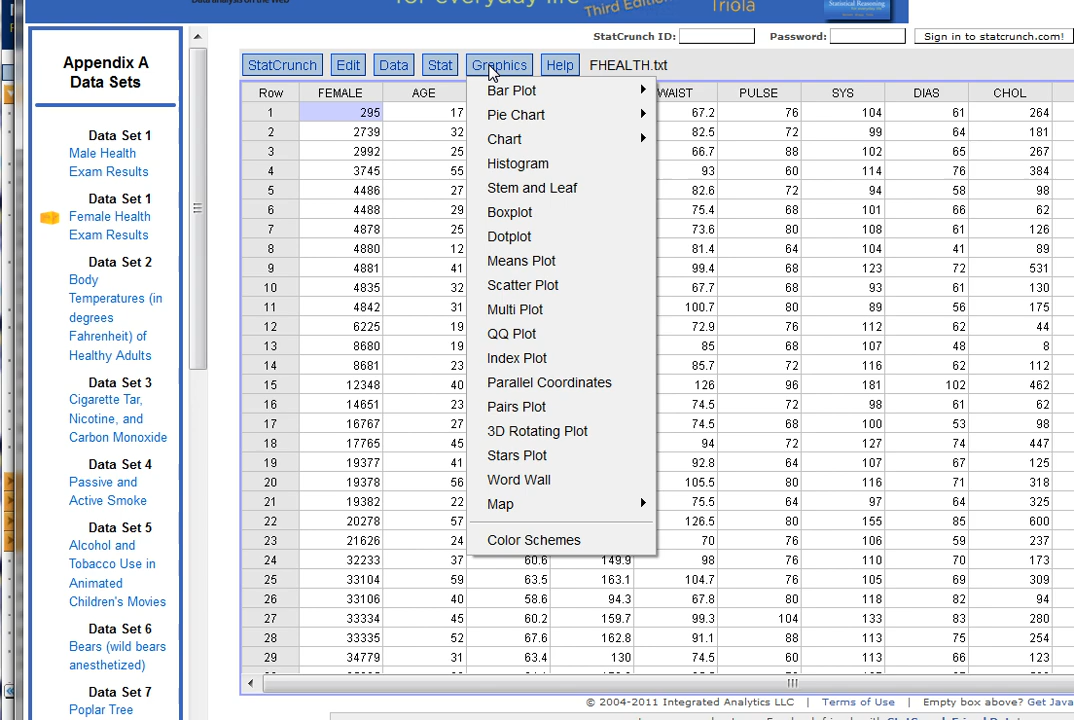 Data analysis on the Web
for everyday life
Third Edition
Triola
Statistical Reasoning
StatCrunch ID: Password: Sign in to statcrunch.com!
Appendix A
Data Sets
Data Set 1
Male Health
Exam Results
Data Set 1
Female Health
Exam Results
Data Set 2
Body
Temperatures (in
degrees
Fahrenheit) of
Healthy Adults
Data Set 3
Cigarette Tar,
Nicotine, and
Carbon Monoxide
Data Set 4
Passive and
Active Smoke
Data Set 5
Alcohol and
Tobacco Use in
Animated
Children's Movies
Data Set 6
Bears (wild bears
anesthetized)
Data Set 7
Poplar Tree
StatCrunch Edit Data Stat Graphics Help FHEALTH.txt
Bar Plot
Pie Chart
Chart
Histogram
Stem and Leaf
Boxplot
Dotplot
Means Plot
Scatter Plot
Multi Plot
QQ Plot
Index Plot
Parallel Coordinates
Pairs Plot
3D Rotating Plot
Stars Plot
Word Wall
Map
Color Schemes
Row FEMALE AGE WAIST PULSE SYS DIAS CHOL
1 295 17 67.2 76 104 61 264
2 2739 32 82.5 72 99 64 181
3 2992 25 66.7 88 102 65 267
4 3745 55 93 60 114 76 384
5 4486 27 82.6 72 94 58 98
6 4488 29 75.4 68 101 66 62
7 4878 25 73.6 80 108 61 126
8 4880 12 81.4 64 104 41 89
9 4881 41 99.4 68 123 72 531
10 4835 32 67.7 68 93 61 130
11 4842 31 100.7 80 89 56 175
12 6225 19 72.9 76 112 62 44
13 8680 19 85 68 107 48 8
14 8681 23 85.7 72 116 62 112
15 12348 40 126 96 181 102 462
16 14651 23 74.5 72 98 61 62
17 16767 27 74.5 68 100 53 98
18 17765 45 94 72 127 74 447
19 19377 41 92.8 64 107 67 125
20 19378 56 105.5 80 116 71 318
21 19382 22 75.5 64 97 64 325
22 20278 57 126.5 80 155 85 600
23 21626 24 70 76 106 59 237
24 32233 37 60.6 149.9 98 76 110 70 173
25 33104 59 63.5 163.1 104.7 76 105 69 309
26 33106 40 58.6 94.3 67.8 80 118 82 94
27 33334 45 60.2 159.7 99.3 104 133 83 280
28 33335 52 67.6 162.8 91.1 88 113 75 254
29 34779 31 63.4 130 74.5 60 113 66 123
© 2004-2011 Integrated Analytics LLC | Terms of Use | Empty box above? Get Java